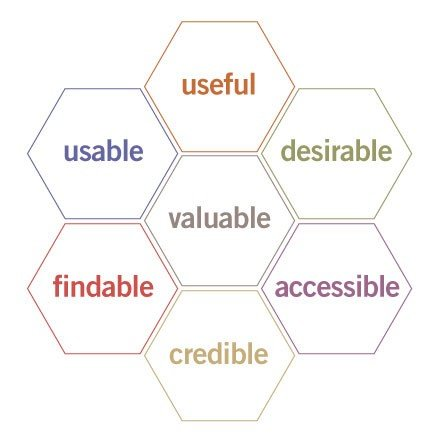 useful
usable
desirable
valuable
findable
accessible
credible